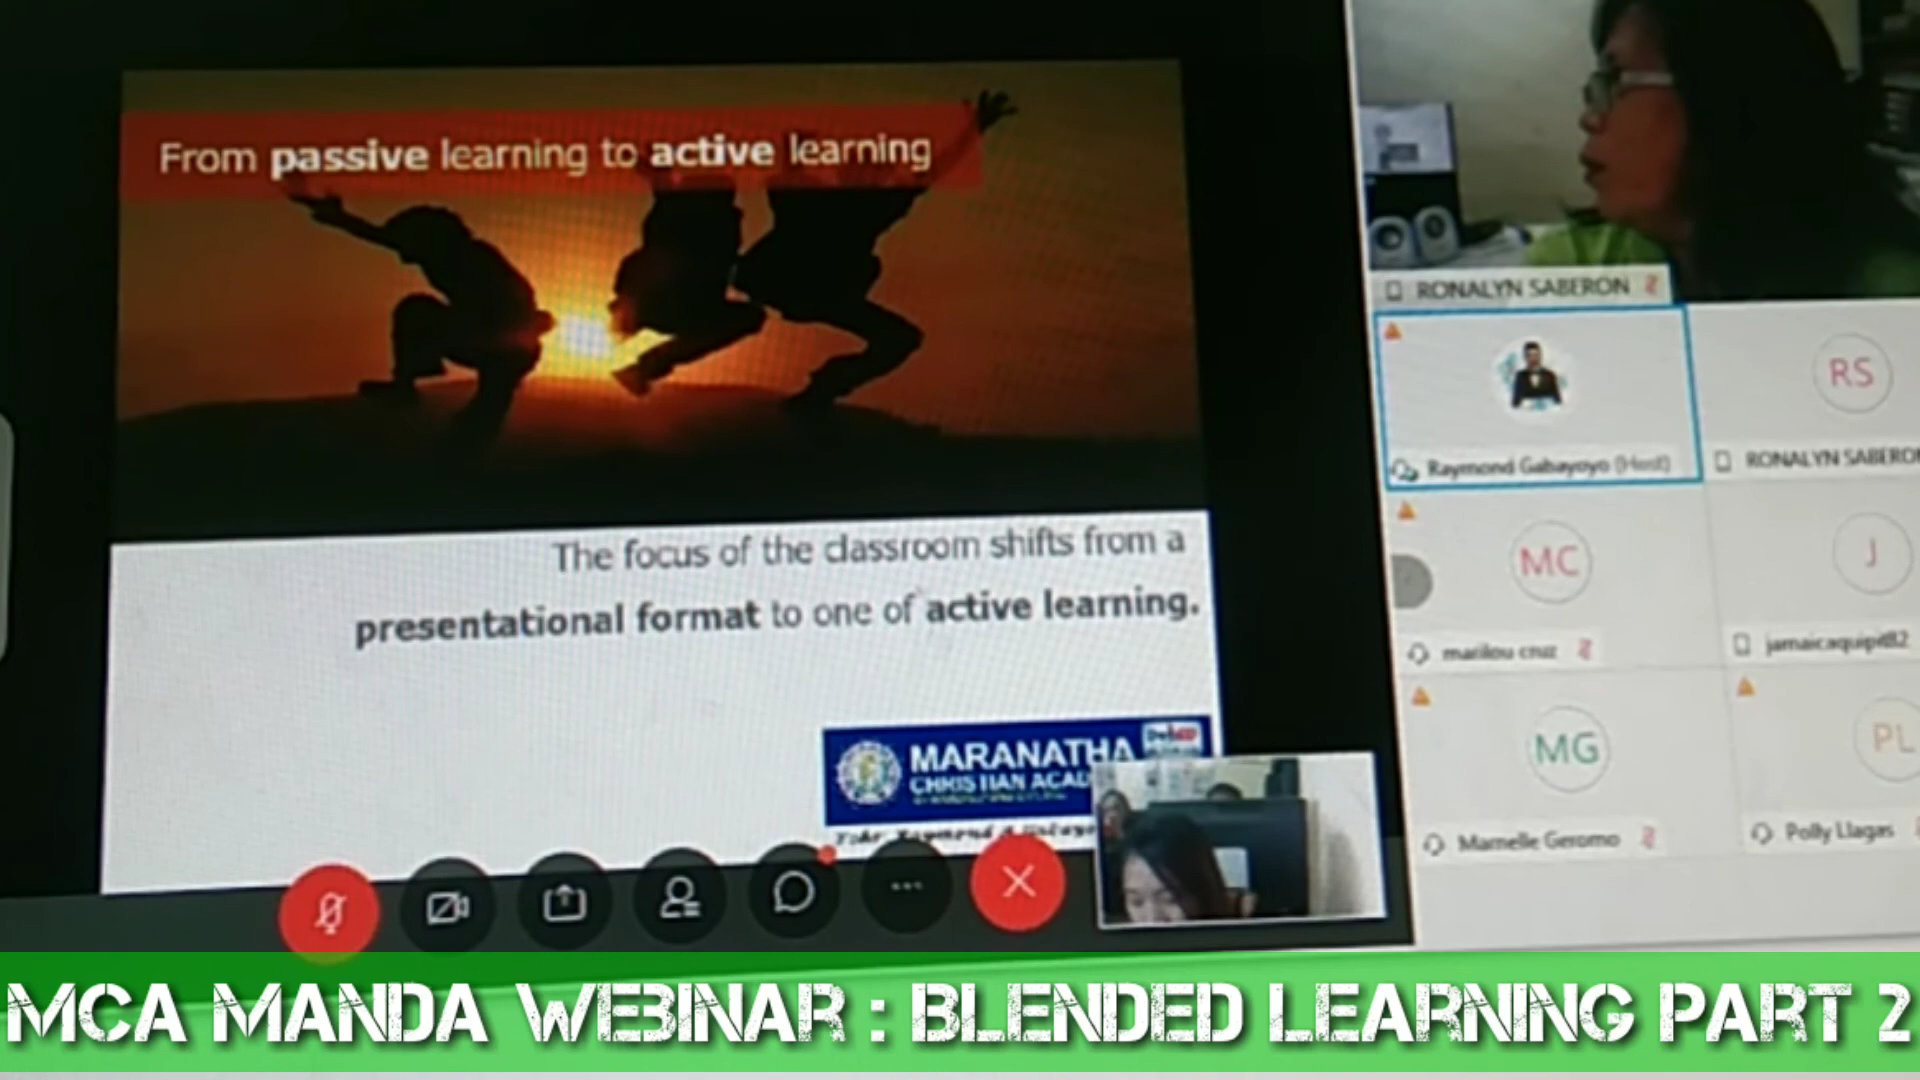 From passive learning to active learning
The focus of the classroom shifts from a
presentational format to one of active learning.
MARANATHA
CHRISTIAN
RONALYN SABERON
Raymond Gabayoyo (Host)
RS
RONALYN SABERON
MC
marilou cruz
J
jamaicaquipit82
MG
Marnelle Geromo
PL
Polly Llagas
MCA MANDA WEBINAR : BLENDED LEARNING PART 2